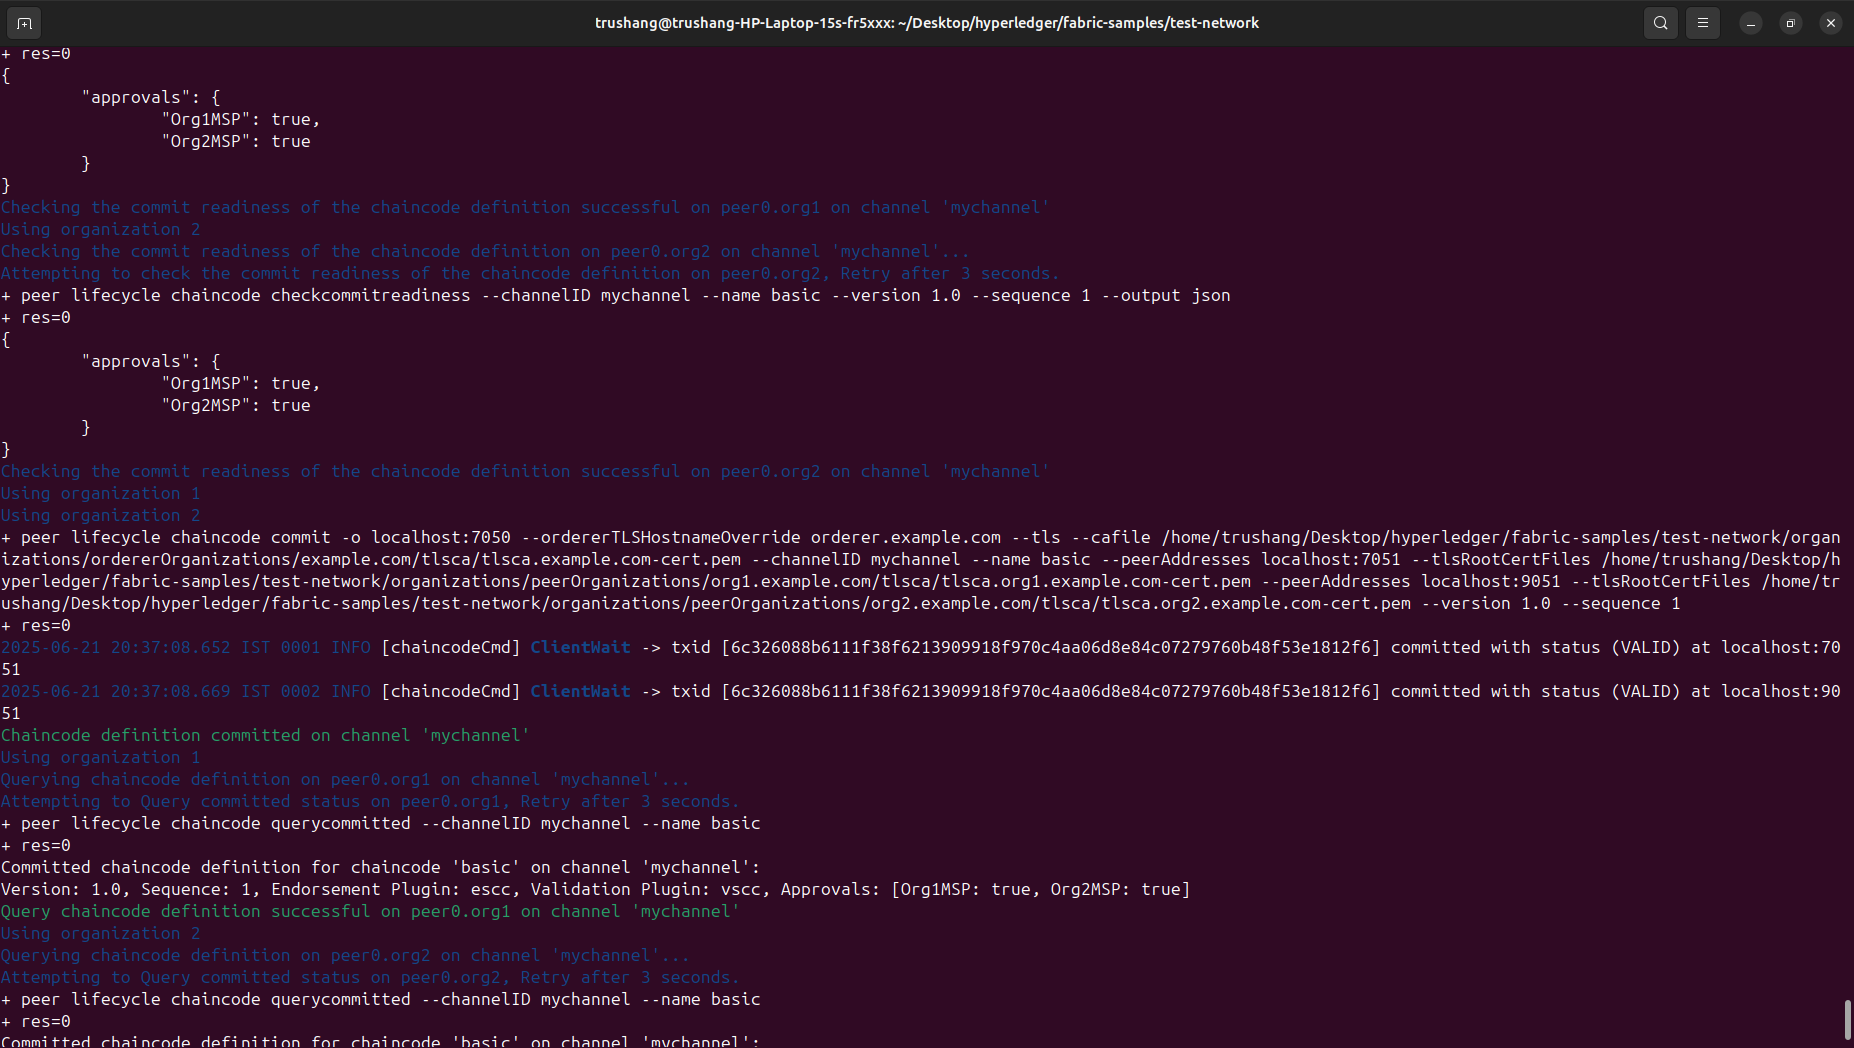 trushang@trushang-HP-Laptop-15s-fr5xxx: ~/Desktop/hyperledger/fabric-samples/test-network
+ res=0
{
        "approvals": {
                "Org1MSP": true,
                "Org2MSP": true
        }
}
Checking the commit readiness of the chaincode definition successful on peer0.org1 on channel 'mychannel'
Using organization 2
Checking the commit readiness of the chaincode definition on peer0.org2 on channel 'mychannel'...
Attempting to check the commit readiness of the chaincode definition on peer0.org2, Retry after 3 seconds.
+ peer lifecycle chaincode checkcommitreadiness --channelID mychannel --name basic --version 1.0 --sequence 1 --output json
+ res=0
{
        "approvals": {
                "Org1MSP": true,
                "Org2MSP": true
        }
}
Checking the commit readiness of the chaincode definition successful on peer0.org2 on channel 'mychannel'
Using organization 1
Using organization 2
+ peer lifecycle chaincode commit -o localhost:7050 --ordererTLSHostnameOverride orderer.example.com --tls --cafile /home/trushang/Desktop/hyperledger/fabric-samples/test-network/organ
izations/ordererOrganizations/example.com/tlsca/tlsca.example.com-cert.pem --channelID mychannel --name basic --peerAddresses localhost:7051 --tlsRootCertFiles /home/trushang/Desktop/h
yperledger/fabric-samples/test-network/organizations/peerOrganizations/org1.example.com/tlsca/tlsca.org1.example.com-cert.pem --peerAddresses localhost:9051 --tlsRootCertFiles /home/tr
ushang/Desktop/hyperledger/fabric-samples/test-network/organizations/peerOrganizations/org2.example.com/tlsca/tlsca.org2.example.com-cert.pem --version 1.0 --sequence 1
+ res=0
2025-06-21 20:37:08.652 IST 0001 INFO [chaincodeCmd] ClientWait -> txid [6c326088b6111f38f6213909918f970c4aa06d8e84c07279760b48f53e1812f6] committed with status (VALID) at localhost:70
51
2025-06-21 20:37:08.669 IST 0002 INFO [chaincodeCmd] ClientWait -> txid [6c326088b6111f38f6213909918f970c4aa06d8e84c07279760b48f53e1812f6] committed with status (VALID) at localhost:90
51
Chaincode definition committed on channel 'mychannel'
Using organization 1
Querying chaincode definition on peer0.org1 on channel 'mychannel'...
Attempting to Query committed status on peer0.org1, Retry after 3 seconds.
+ peer lifecycle chaincode querycommitted --channelID mychannel --name basic
+ res=0
Committed chaincode definition for chaincode 'basic' on channel 'mychannel':
Version: 1.0, Sequence: 1, Endorsement Plugin: escc, Validation Plugin: vscc, Approvals: [Org1MSP: true, Org2MSP: true]
Query chaincode definition successful on peer0.org1 on channel 'mychannel'
Using organization 2
Querying chaincode definition on peer0.org2 on channel 'mychannel'...
Attempting to Query committed status on peer0.org2, Retry after 3 seconds.
+ peer lifecycle chaincode querycommitted --channelID mychannel --name basic
+ res=0
Committed chaincode definition for chaincode 'basic' on channel 'mychannel':